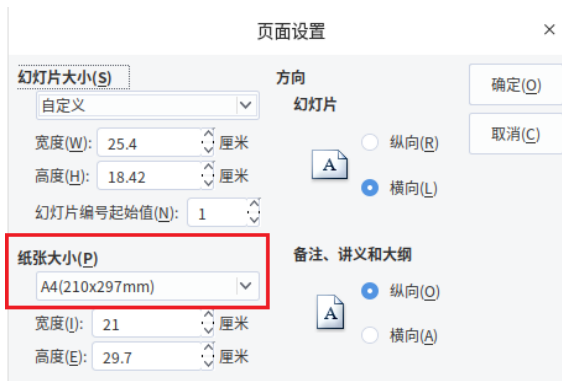 页面设置
幻灯片大小(S)
自定义
宽度(W): 25.4 厘米
高度(H): 18.42 厘米
幻灯片编号起始值(N): 1
纸张大小(P)
A4(210x297mm)
宽度(I): 21 厘米
高度(E): 29.7 厘米
方向
幻灯片
A
纵向(R)
横向(L)
备注、讲义和大纲
A
纵向(O)
横向(A)
确定(O)
取消(C)